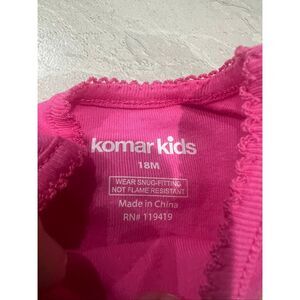 komar kids
18M
WEAR SNUG-FITTING
NOT FLAME RESISTANT
Made in China
RN# 119419